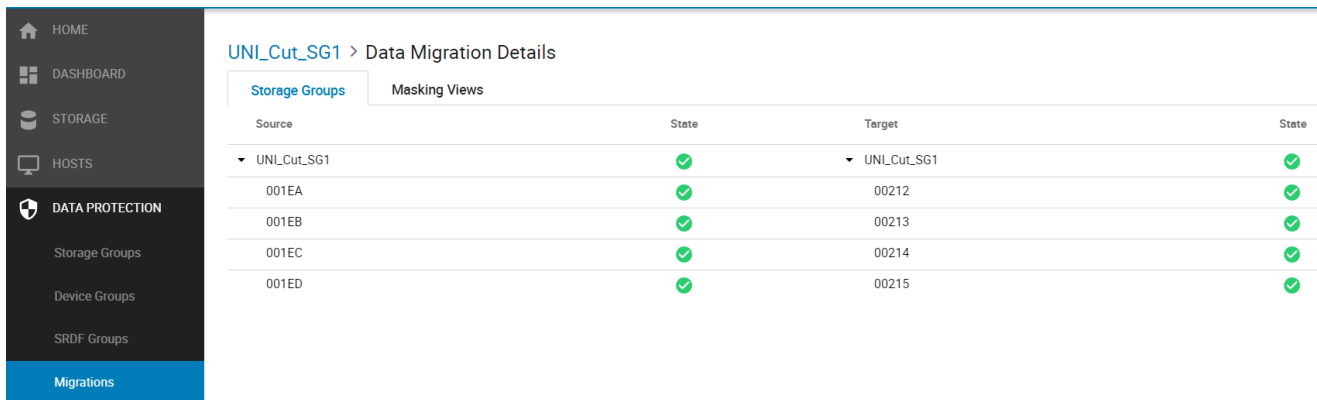 HOME
DASHBOARD
STORAGE
HOSTS
DATA PROTECTION
Storage Groups
Device Groups
SRDF Groups
Migrations
UNI_Cut_SG1 > Data Migration Details
Storage Groups Masking Views
Source State Target State
UNI_Cut_SG1 UNI_Cut_SG1
001EA 00212
001EB 00213
001EC 00214
001ED 00215